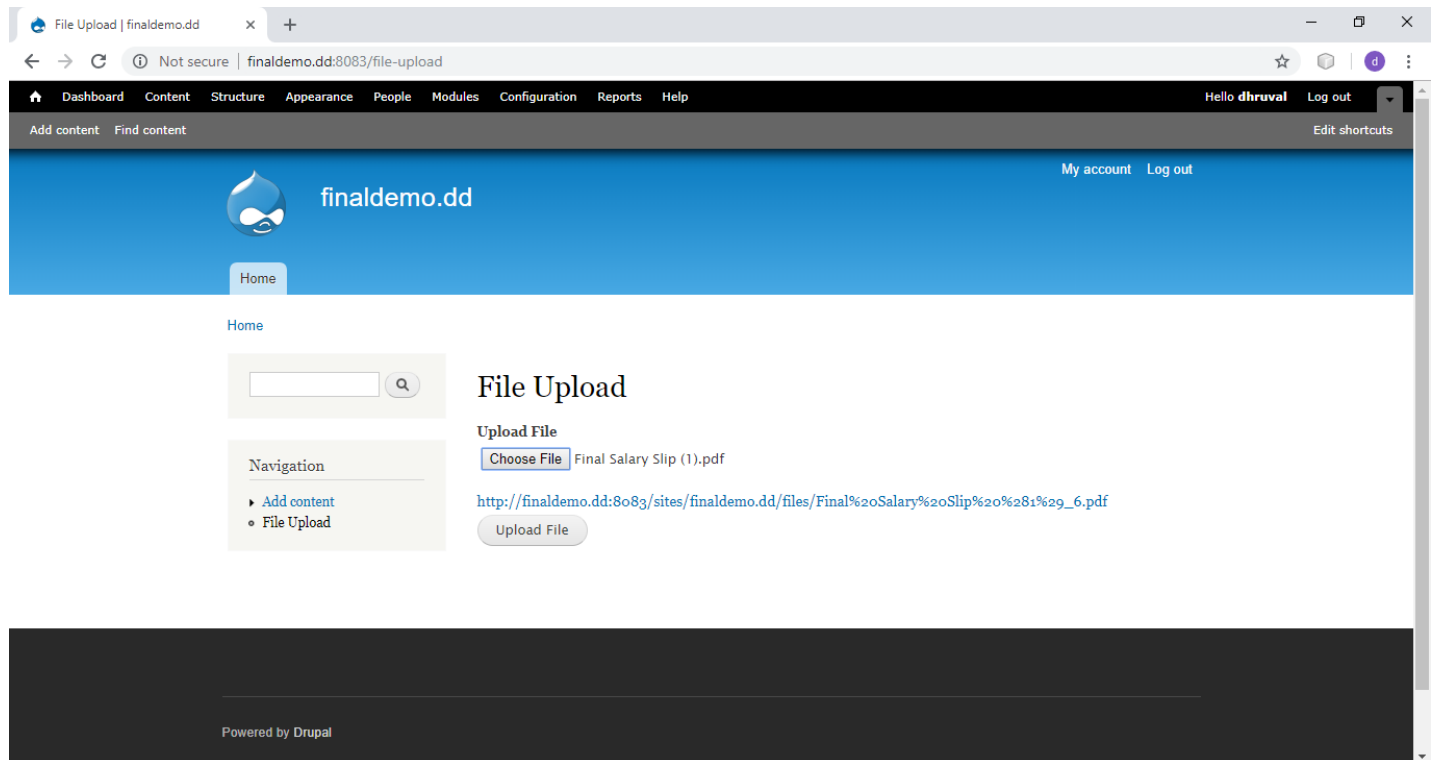 File Upload | finaldemo.dd
Not secure | finaldemo.dd:8083/file-upload
d
Dashboard Content Structure Appearance People Modules Configuration Reports Help Hello dhruval Log out
Add content Find content Edit shortcuts
My account Log out
finaldemo.dd
Home
Home
File Upload
Upload File
Choose File Final Salary Slip (1).pdf
Navigation
Add content
File Upload
http://finaldemo.dd:8083/sites/finaldemo.dd/files/Final%20Salary%20Slip%20%281%29_6.pdf
Upload File
Powered by Drupal